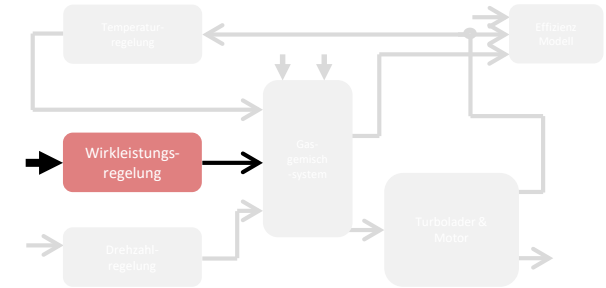 Temperatur-
regelung
Effizienz
Modell
Gas-
gemisch-
system
Wirkleistungs-
regelung
Turbolader &
Motor
Drehzahl-
regelung